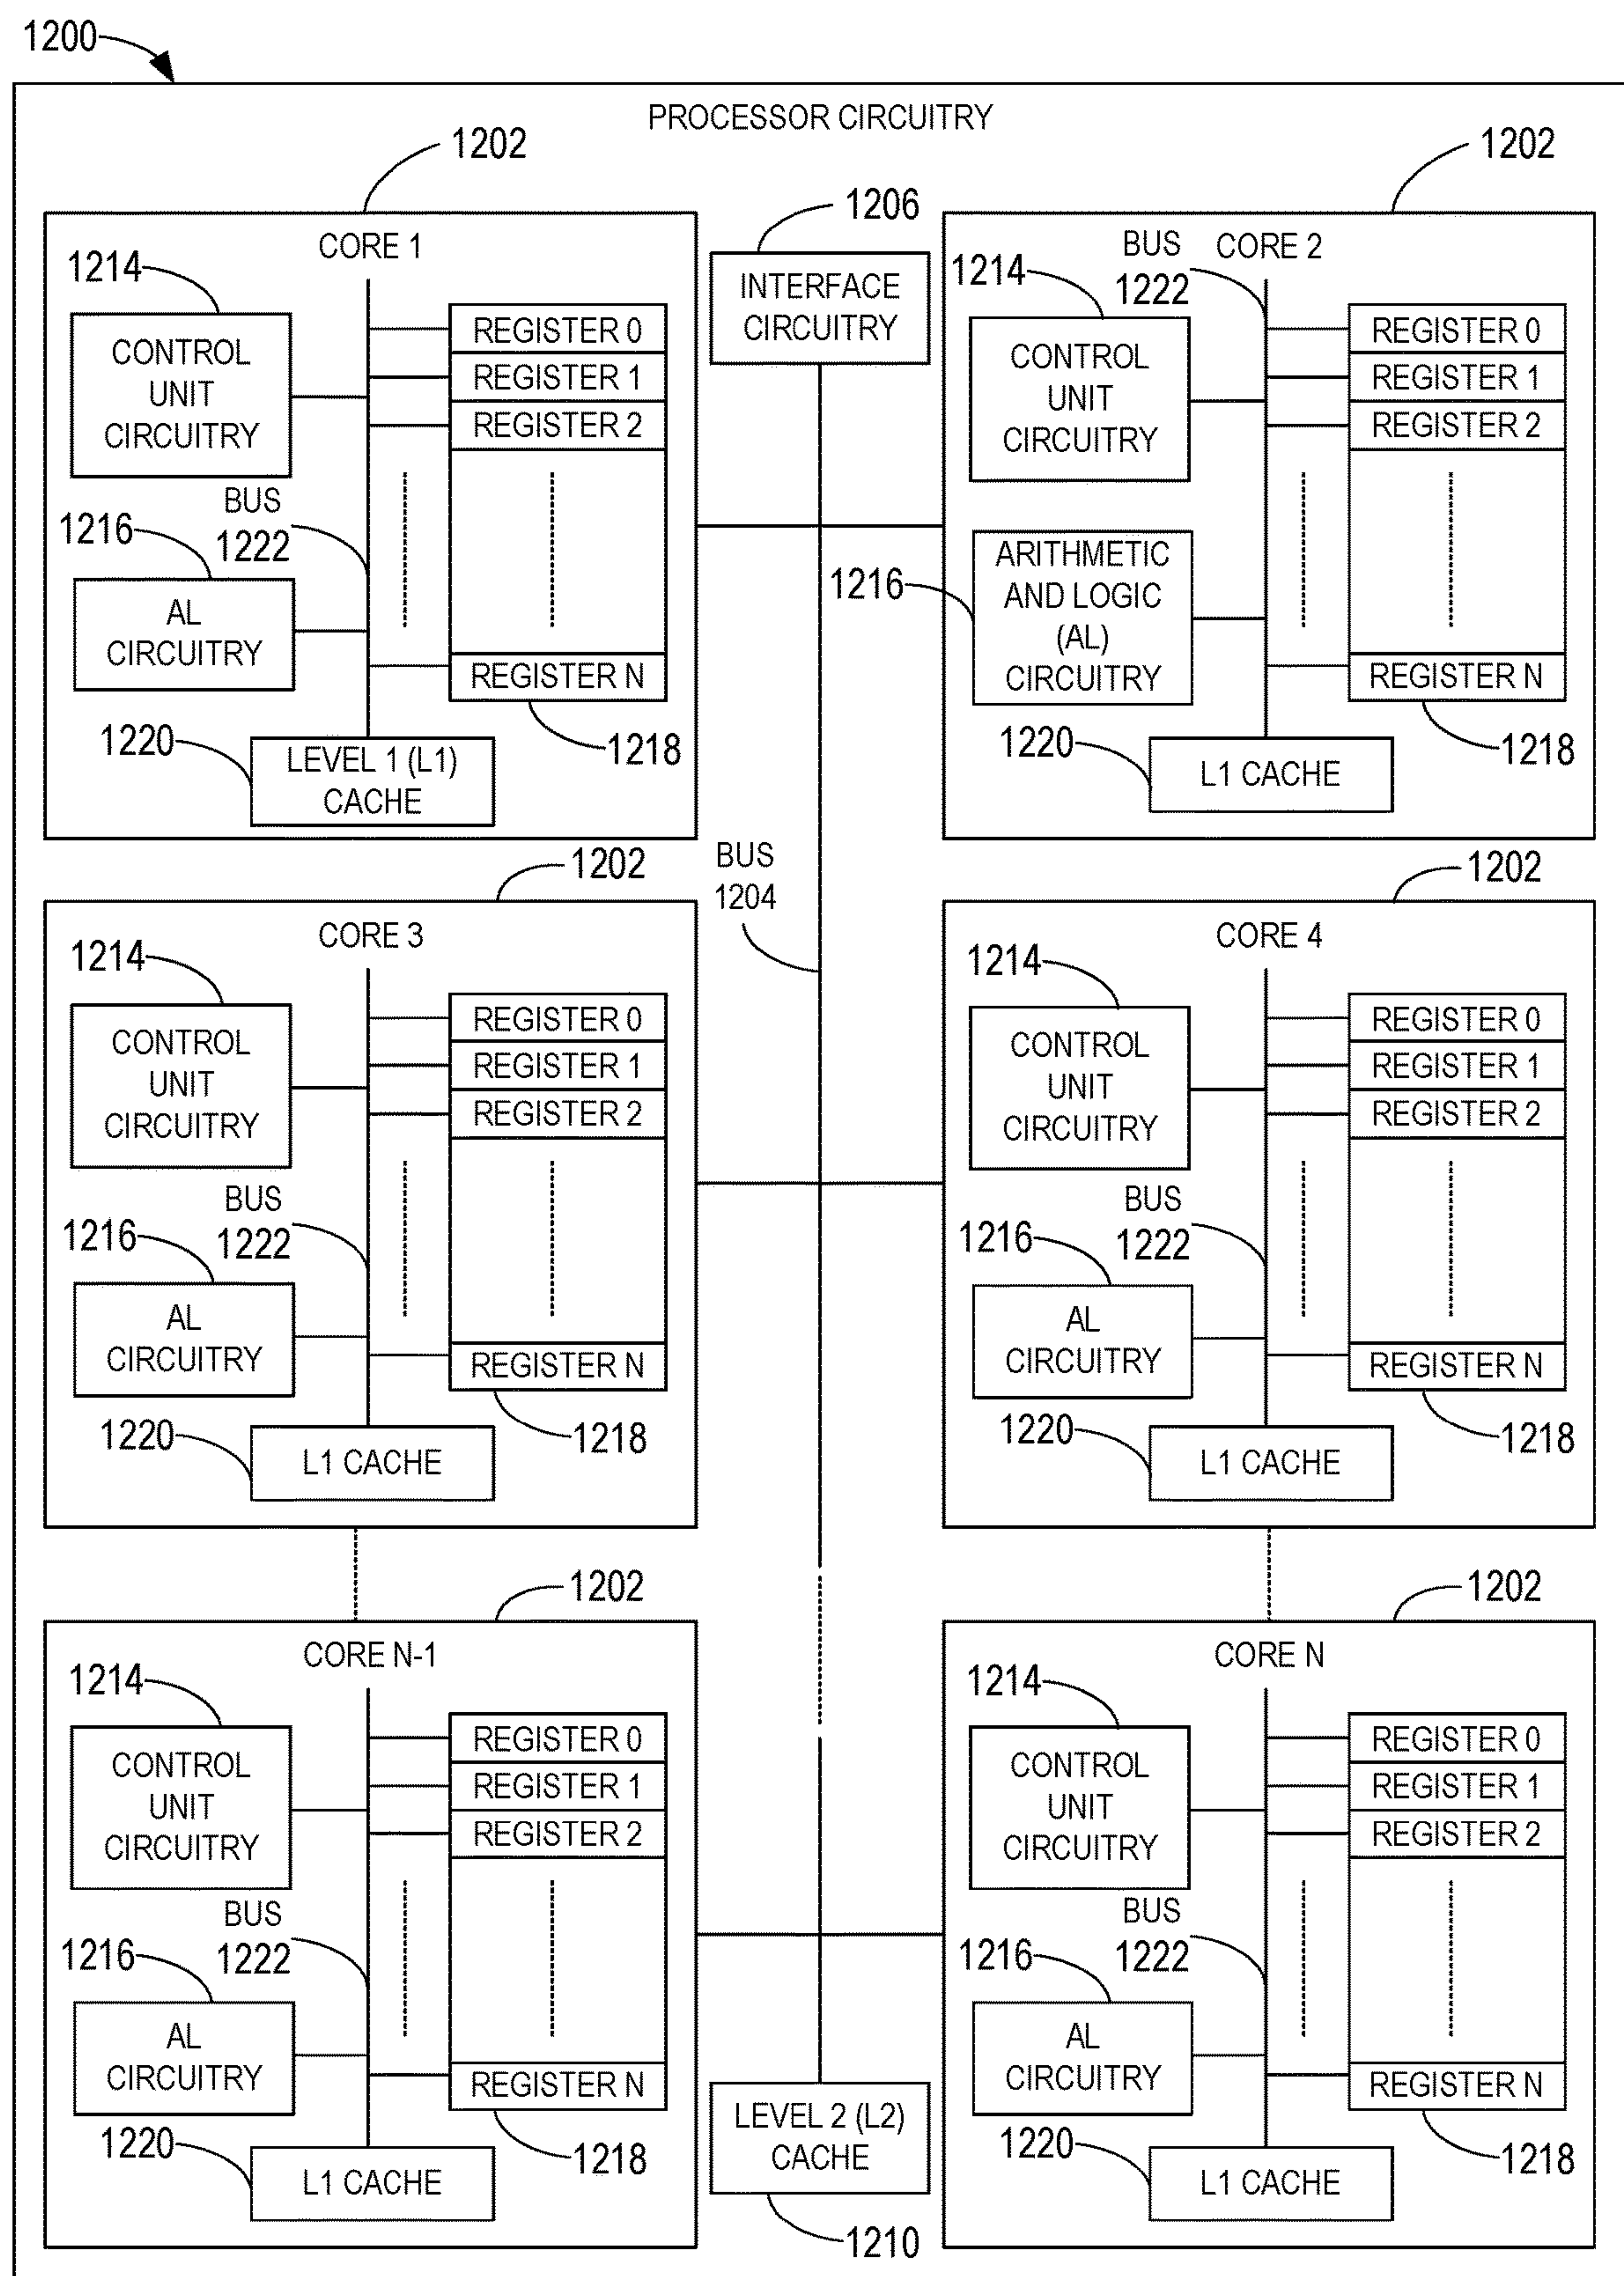 1200
PROCESSOR CIRCUITRY
1202
CORE 1
1214
CONTROL
UNIT
CIRCUITRY
REGISTER 0
REGISTER 1
REGISTER 2
BUS
1222
1216
AL
CIRCUITRY
REGISTER N
1218
1220
LEVEL 1 (L1)
CACHE
1206
INTERFACE
CIRCUITRY
1202
BUS
1222
CORE 2
1214
CONTROL
UNIT
CIRCUITRY
REGISTER 0
REGISTER 1
REGISTER 2
1216
ARITHMETIC
AND LOGIC
(AL)
CIRCUITRY
REGISTER N
1218
1220
L1 CACHE
BUS
1204
1202
CORE 3
1214
CONTROL
UNIT
CIRCUITRY
REGISTER 0
REGISTER 1
REGISTER 2
BUS
1222
1216
AL
CIRCUITRY
REGISTER N
1218
1220
L1 CACHE
1202
CORE 4
1214
CONTROL
UNIT
CIRCUITRY
REGISTER 0
REGISTER 1
REGISTER 2
BUS
1222
1216
AL
CIRCUITRY
REGISTER N
1218
1220
L1 CACHE
1202
CORE N-1
1214
CONTROL
UNIT
CIRCUITRY
REGISTER 0
REGISTER 1
REGISTER 2
BUS
1222
1216
AL
CIRCUITRY
REGISTER N
1218
1220
L1 CACHE
LEVEL 2 (L2)
CACHE
1210
1202
CORE N
1214
CONTROL
UNIT
CIRCUITRY
REGISTER 0
REGISTER 1
REGISTER 2
BUS
1222
1216
AL
CIRCUITRY
REGISTER N
1218
1220
L1 CACHE